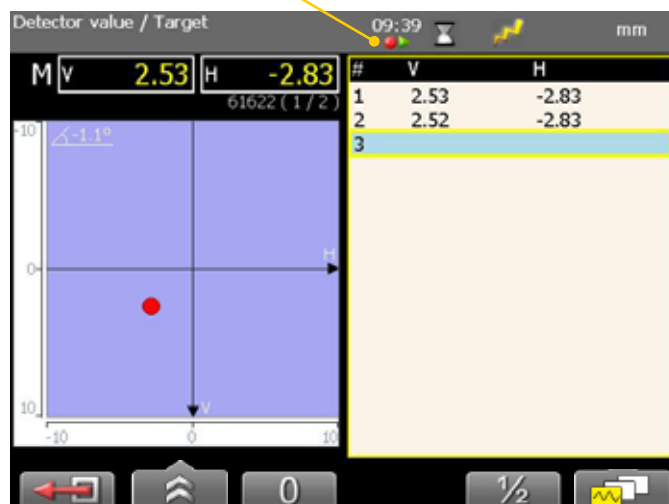 Detector value / Target 09:39 mm
M V 2.53 H -2.83
61622 ( 1 / 2 )
# V H
1 2.53 -2.83
2 2.52 -2.83
3
-10 -1.1°
0 H
10 V
-10 0 10
0 ½